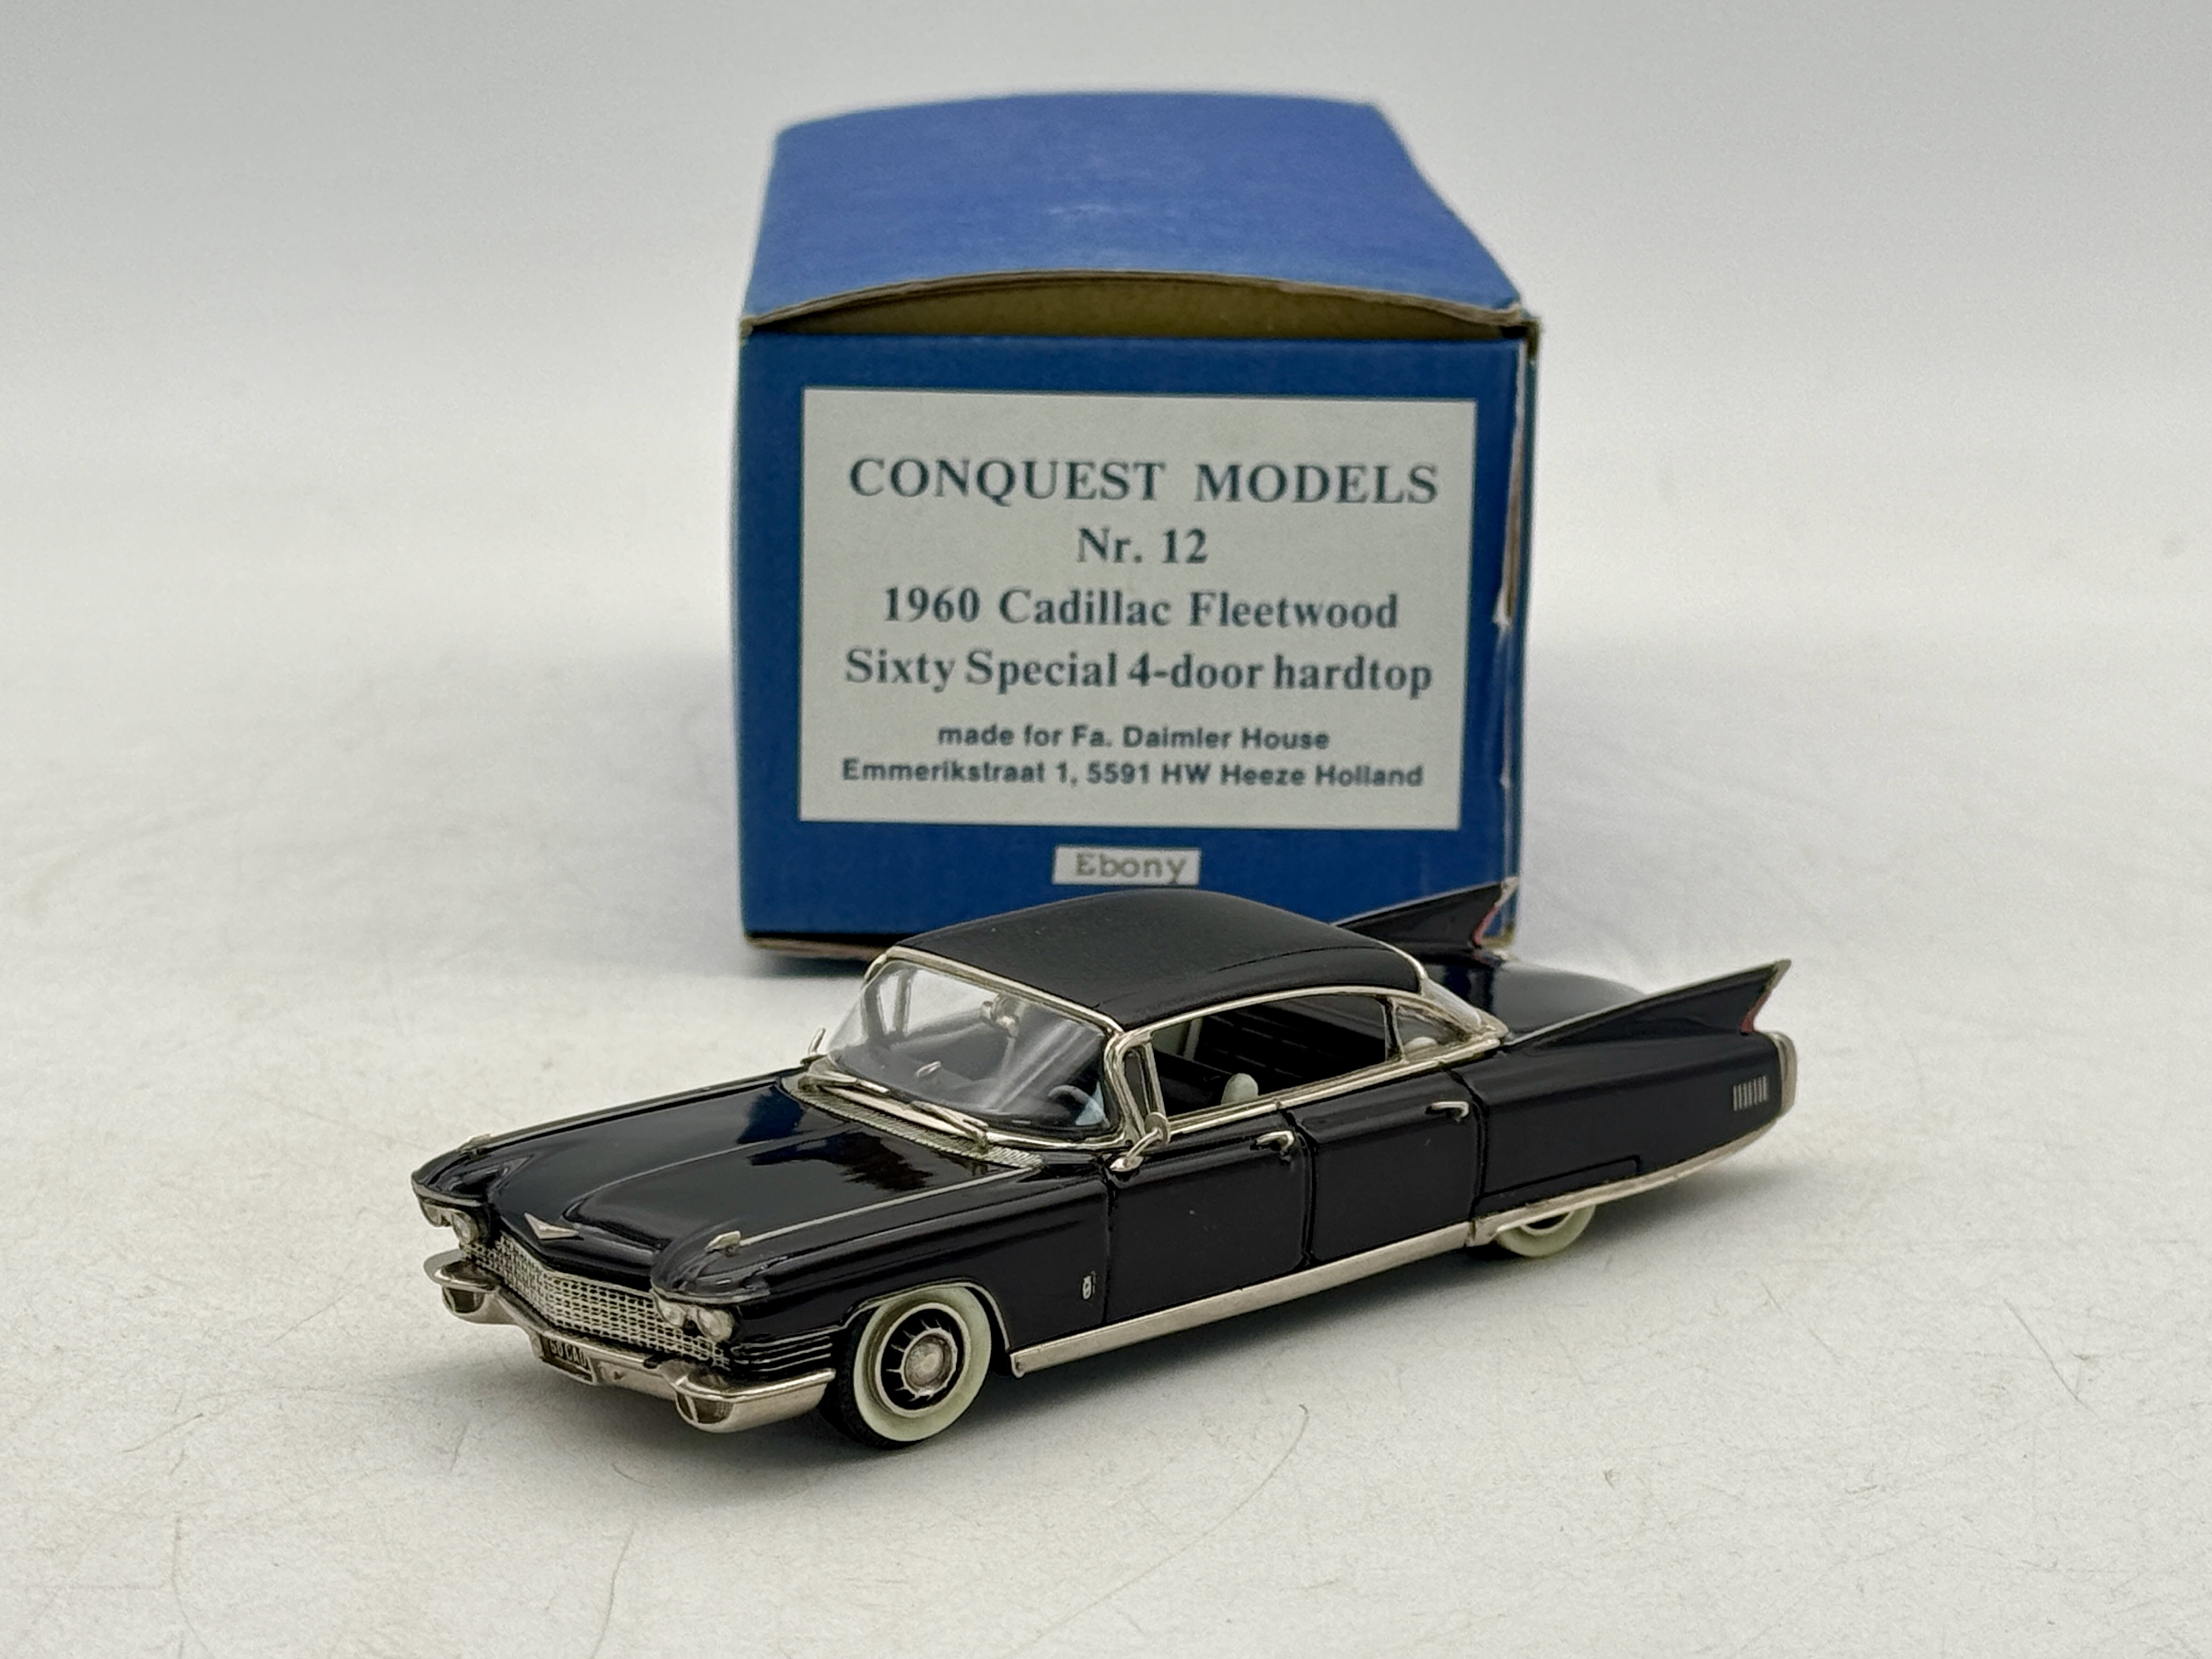 CONQUEST MODELS
Nr. 12
1960 Cadillac Fleetwood
Sixty Special 4-door hardtop
made for Fa. Daimler House
Emmerikstraat 1, 5591 HW Heeze Holland
Ebony